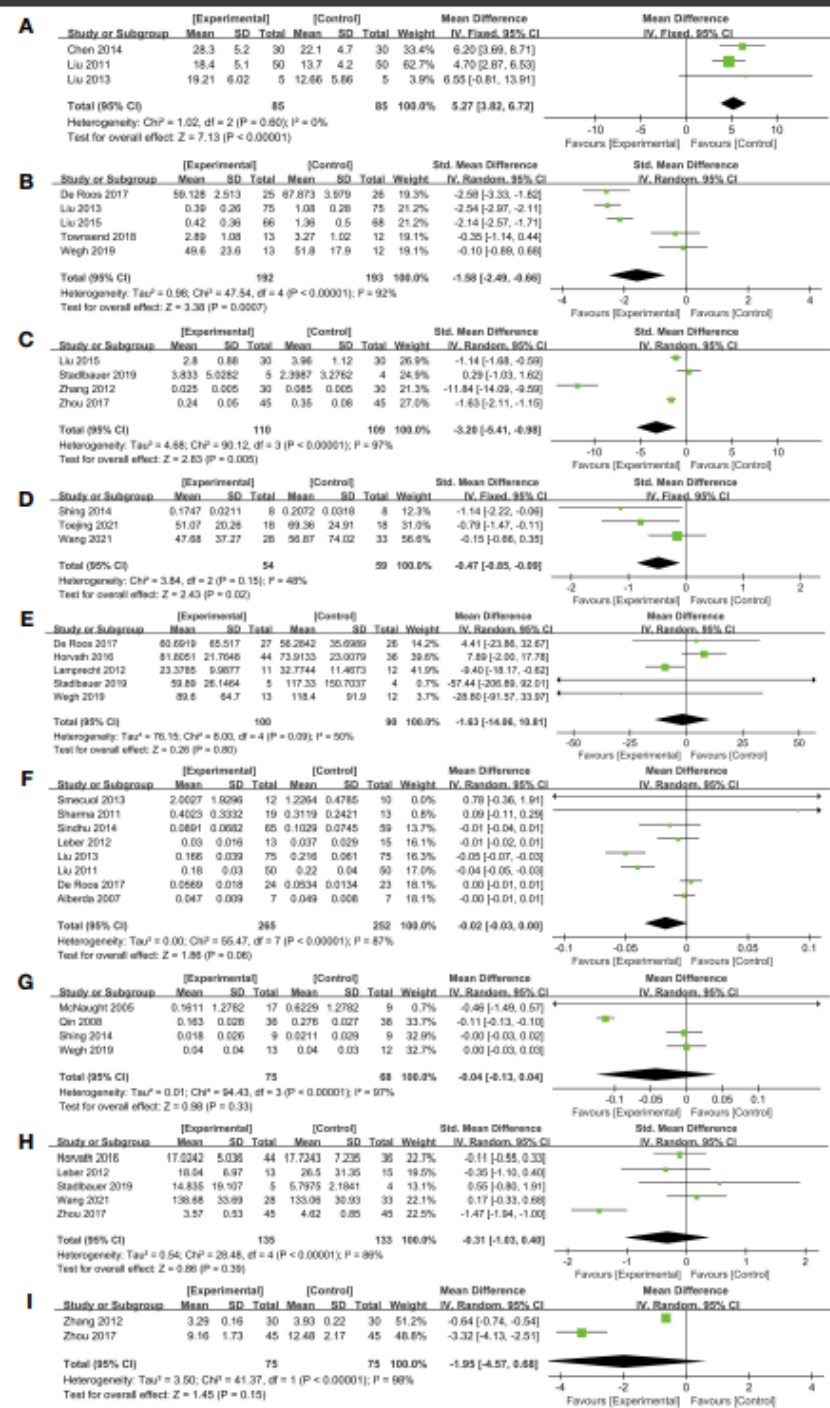 A
[Experimental] [Control] Mean Difference Mean Difference
Study or Subgroup Mean SD Total Mean SD Total Weight IV, Fixed, 95% CI IV, Fixed, 95% CI
Chen 2014 28.3 5.2 30 22.1 4.7 30 33.4% 6.20 [3.69, 8.71]
Liu 2011 18.4 5.1 50 13.7 4.2 50 62.7% 4.70 [2.87, 6.53]
Liu 2013 19.21 6.02 5 12.66 5.86 5 3.9% 6.55 [-0.81, 13.91]
Total (95% CI) 85 85 100.0% 5.27 [3.82, 6.72]
Heterogeneity: Chi² = 1.02, df = 2 (P = 0.60); I² = 0%
Test for overall effect: Z = 7.13 (P < 0.00001)
-10 -5 0 5 10
Favours [Experimental] Favours [Control]
B
[Experimental] [Control] Std. Mean Difference Std. Mean Difference
Study or Subgroup Mean SD Total Mean SD Total Weight IV, Random, 95% CI IV, Random, 95% CI
De Roos 2017 59.128 2.513 25 67.873 3.979 26 19.3% -2.58 [-3.33, -1.82]
Liu 2013 0.39 0.26 75 1.08 0.28 75 21.2% -2.54 [-2.97, -2.11]
Liu 2015 0.42 0.36 66 1.36 0.5 68 21.2% -2.14 [-2.57, -1.71]
Townsend 2018 2.89 1.08 13 3.27 1.02 12 19.1% -0.35 [-1.14, 0.44]
Wegh 2019 49.6 23.6 13 51.8 17.9 12 19.1% -0.10 [-0.89, 0.68]
Total (95% CI) 192 193 100.0% -1.58 [-2.49, -0.66]
Heterogeneity: Tau² = 0.98; Chi² = 47.54, df = 4 (P < 0.00001); I² = 92%
Test for overall effect: Z = 3.38 (P = 0.0007)
-4 -2 0 2 4
Favours [Experimental] Favours [Control]
C
[Experimental] [Control] Std. Mean Difference Std. Mean Difference
Study or Subgroup Mean SD Total Mean SD Total Weight IV, Random, 95% CI IV, Random, 95% CI
Liu 2015 2.8 0.88 30 3.96 1.12 30 26.9% -1.14 [-1.68, -0.59]
Stadlbauer 2019 3.833 5.0282 5 2.3987 3.2762 4 24.9% 0.29 [-1.03, 1.62]
Zhang 2012 0.025 0.005 30 0.085 0.005 30 21.3% -11.84 [-14.09, -9.59]
Zhou 2017 0.24 0.05 45 0.35 0.08 45 27.0% -1.63 [-2.11, -1.15]
Total (95% CI) 110 109 100.0% -3.20 [-5.41, -0.98]
Heterogeneity: Tau² = 4.68; Chi² = 90.12, df = 3 (P < 0.00001); I² = 97%
Test for overall effect: Z = 2.83 (P = 0.005)
-10 -5 0 5 10
Favours [Experimental] Favours [Control]
D
[Experimental] [Control] Std. Mean Difference Std. Mean Difference
Study or Subgroup Mean SD Total Mean SD Total Weight IV, Fixed, 95% CI IV, Fixed, 95% CI
Shing 2014 0.1747 0.0211 8 0.2072 0.0318 8 12.3% -1.14 [-2.22, -0.06]
Toejing 2021 51.07 20.26 18 69.36 24.91 18 31.0% -0.79 [-1.47, -0.11]
Wang 2021 47.68 37.27 28 56.87 74.02 33 56.6% -0.15 [-0.66, 0.35]
Total (95% CI) 54 59 100.0% -0.47 [-0.85, -0.09]
Heterogeneity: Chi² = 3.84, df = 2 (P = 0.15); I² = 48%
Test for overall effect: Z = 2.43 (P = 0.02)
-2 -1 0 1 2
Favours [Experimental] Favours [Control]
E
[Experimental] [Control] Mean Difference Mean Difference
Study or Subgroup Mean SD Total Mean SD Total Weight IV, Random, 95% CI IV, Random, 95% CI
De Roos 2017 60.6919 65.517 27 56.2842 35.6989 26 14.2% 4.41 [-23.86, 32.67]
Horvath 2016 81.8051 21.7648 44 73.9133 23.0079 36 39.5% 7.89 [-2.00, 17.78]
Lamprecht 2012 23.3785 9.9877 11 32.7744 11.4673 12 41.9% -9.40 [-18.17, -0.62]
Stadlbauer 2019 59.89 26.1464 5 117.33 150.7037 4 0.7% -57.44 [-206.89, 92.01]
Wegh 2019 89.6 64.7 13 118.4 91.9 12 3.7% -28.80 [-91.57, 33.97]
Total (95% CI) 100 90 100.0% -1.63 [-14.06, 10.81]
Heterogeneity: Tau² = 76.15; Chi² = 8.00, df = 4 (P = 0.09); I² = 50%
Test for overall effect: Z = 0.26 (P = 0.80)
-50 -25 0 25 50
Favours [Experimental] Favours [Control]
F
[Experimental] [Control] Mean Difference Mean Difference
Study or Subgroup Mean SD Total Mean SD Total Weight IV, Random, 95% CI IV, Random, 95% CI
Smecuol 2013 2.0027 1.9296 12 1.2264 0.4785 10 0.0% 0.78 [-0.36, 1.91]
Sharma 2011 0.4023 0.3332 19 0.3119 0.2421 13 0.8% 0.09 [-0.11, 0.29]
Sindhu 2014 0.0891 0.0682 65 0.1029 0.0745 59 13.7% -0.01 [-0.04, 0.01]
Leber 2012 0.03 0.016 13 0.037 0.029 15 16.1% -0.01 [-0.02, 0.01]
Liu 2013 0.166 0.039 75 0.216 0.061 75 -0.05 [-0.07, -0.03]
Liu 2011 0.18 0.03 50 0.22 0.04 50 17.0% -0.04 [-0.05, -0.03]
De Roos 2017 0.0569 0.018 24 0.0534 0.0134 23 18.1% 0.00 [-0.01, 0.01]
Alberda 2007 0.047 0.009 7 0.049 0.008 7 18.1% -0.00 [-0.01, 0.01]
Total (95% CI) 265 252 100.0% -0.02 [-0.03, 0.00]
Heterogeneity: Tau² = 0.00; Chi² = 55.47, df = 7 (P < 0.00001); I² = 87%
Test for overall effect: Z = 1.86 (P = 0.06)
-0.1 -0.05 0 0.05 0.1
Favours [Experimental] Favours [Control]
G
[Experimental] [Control] Mean Difference Mean Difference
Study or Subgroup Mean SD Total Mean SD Total Weight IV, Random, 95% CI IV, Random, 95% CI
McNaught 2005 0.1611 1.2782 17 0.6229 1.2782 9 0.7% -0.46 [-1.49, 0.57]
Qin 2008 0.163 0.028 36 0.276 0.027 38 33.7% -0.11 [-0.13, -0.10]
Shing 2014 0.018 0.026 9 0.0211 0.029 9 32.9% -0.00 [-0.03, 0.02]
Wegh 2019 0.04 0.04 13 0.04 0.03 12 32.7% 0.00 [-0.03, 0.03]
Total (95% CI) 75 68 100.0% -0.04 [-0.13, 0.04]
Heterogeneity: Tau² = 0.01; Chi² = 94.43, df = 3 (P < 0.00001); I² = 97%
Test for overall effect: Z = 0.98 (P = 0.33)
-0.1 -0.05 0 0.05 0.1
Favours [Experimental] Favours [Control]
H
[Experimental] [Control] Std. Mean Difference Std. Mean Difference
Study or Subgroup Mean SD Total Mean SD Total Weight IV, Random, 95% CI IV, Random, 95% CI
Horvath 2016 17.0242 5.036 44 17.7243 7.235 36 22.7% -0.11 [-0.55, 0.33]
Leber 2012 18.04 6.97 13 26.5 31.35 15 19.5% -0.35 [-1.10, 0.40]
Stadlbauer 2019 14.835 19.107 5 5.7975 2.1841 4 13.1% 0.55 [-0.80, 1.91]
Wang 2021 138.68 33.69 28 133.06 30.93 33 22.1% 0.17 [-0.33, 0.68]
Zhou 2017 3.57 0.53 45 4.62 0.85 45 22.5% -1.47 [-1.94, -1.00]
Total (95% CI) 135 133 100.0% -0.31 [-1.03, 0.40]
Heterogeneity: Tau² = 0.54; Chi² = 28.48, df = 4 (P < 0.00001); I² = 86%
Test for overall effect: Z = 0.86 (P = 0.39)
-2 -1 0 1 2
Favours [Experimental] Favours [Control]
I
[Experimental] [Control] Mean Difference Mean Difference
Study or Subgroup Mean SD Total Mean SD Total Weight IV, Random, 95% CI IV, Random, 95% CI
Zhang 2012 3.29 0.16 30 3.93 0.22 30 51.2% -0.64 [-0.74, -0.54]
Zhou 2017 9.16 1.73 45 12.48 2.17 45 48.8% -3.32 [-4.13, -2.51]
Total (95% CI) 75 75 100.0% -1.95 [-4.57, 0.68]
Heterogeneity: Tau² = 3.50; Chi² = 41.37, df = 1 (P < 0.00001); I² = 98%
Test for overall effect: Z = 1.45 (P = 0.15)
-4 -2 0 2 4
Favours [Experimental] Favours [Control]